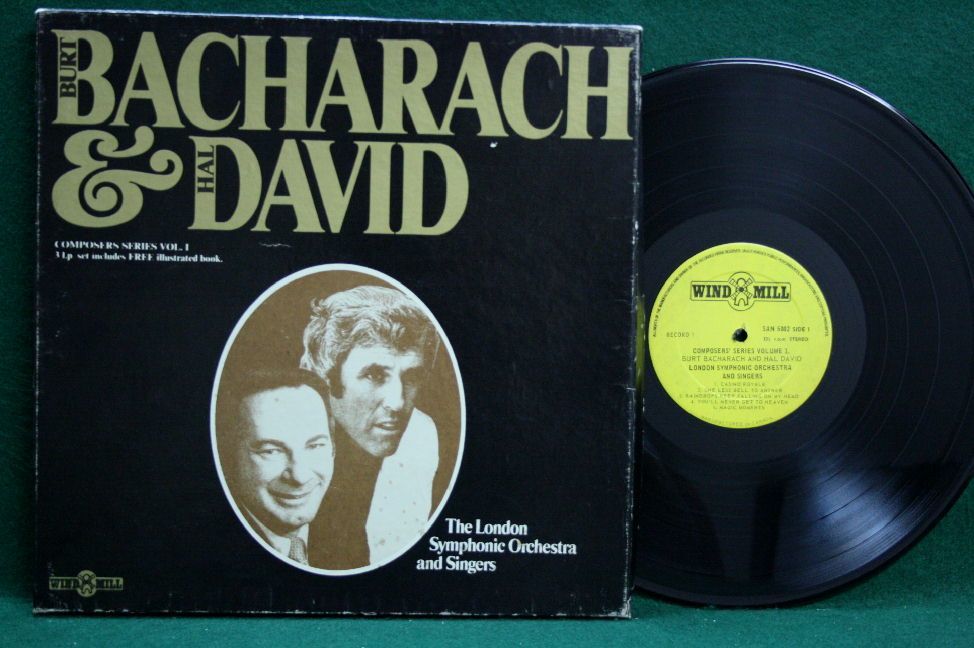 BURT BACHARACH
& HAL DAVID
COMPOSERS SERIES VOL. I
3 Lp set includes FREE illustrated book.
The London
Symphonic Orchestra
and Singers
WIND MILL
WIND MILL
RECORD 1
SIDE 1
STEREO
COMPOSERS' SERIES VOLUME 1.
BURT BACHARACH AND HAL DAVID
LONDON SYMPHONIC ORCHESTRA
AND SINGERS
1. CASINO ROYALE
3. RAINDROPS KEEP FALLING ON MY HEAD
4. YOU'LL NEVER GET TO HEAVEN
5. MAGIC MOMENTS